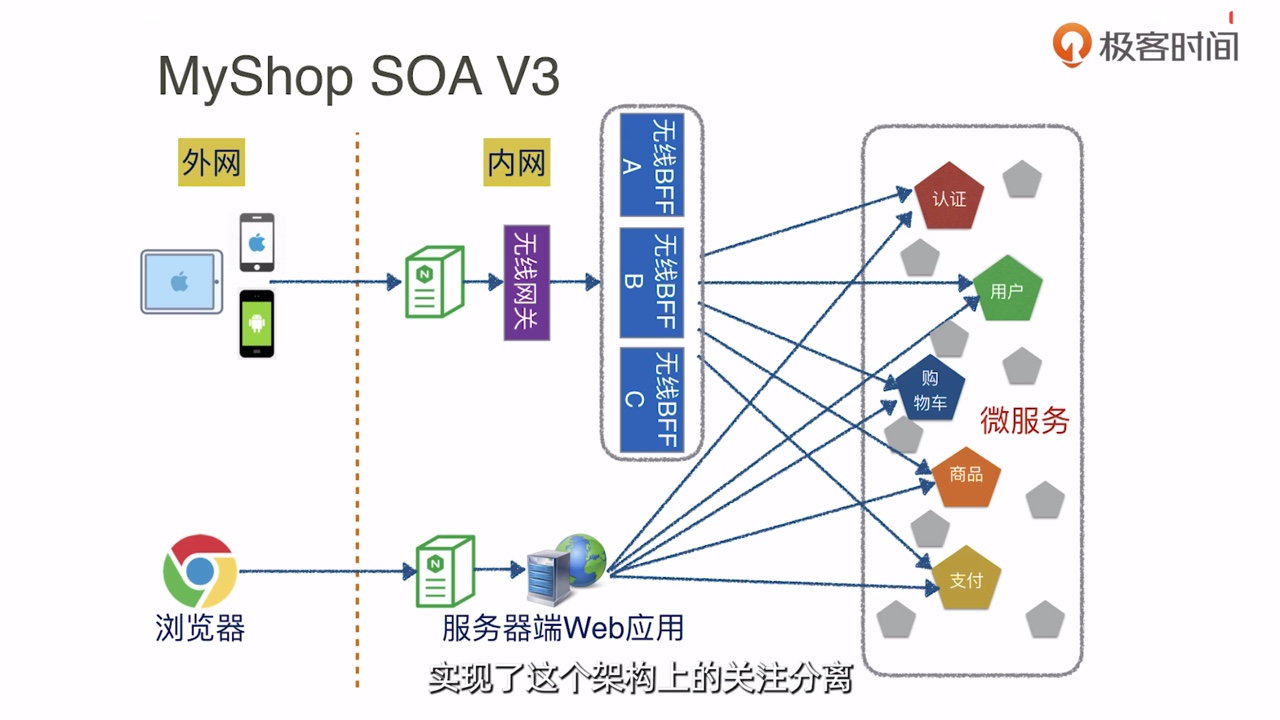 极客时间
MyShop SOA V3
外网
内网
无线网关
无线BFF
A
无线BFF
B
无线BFF
C
认证
用户
购
物车
微服务
商品
支付
浏览器
服务器端Web应用
实现了这个架构上的关注分离
N
N